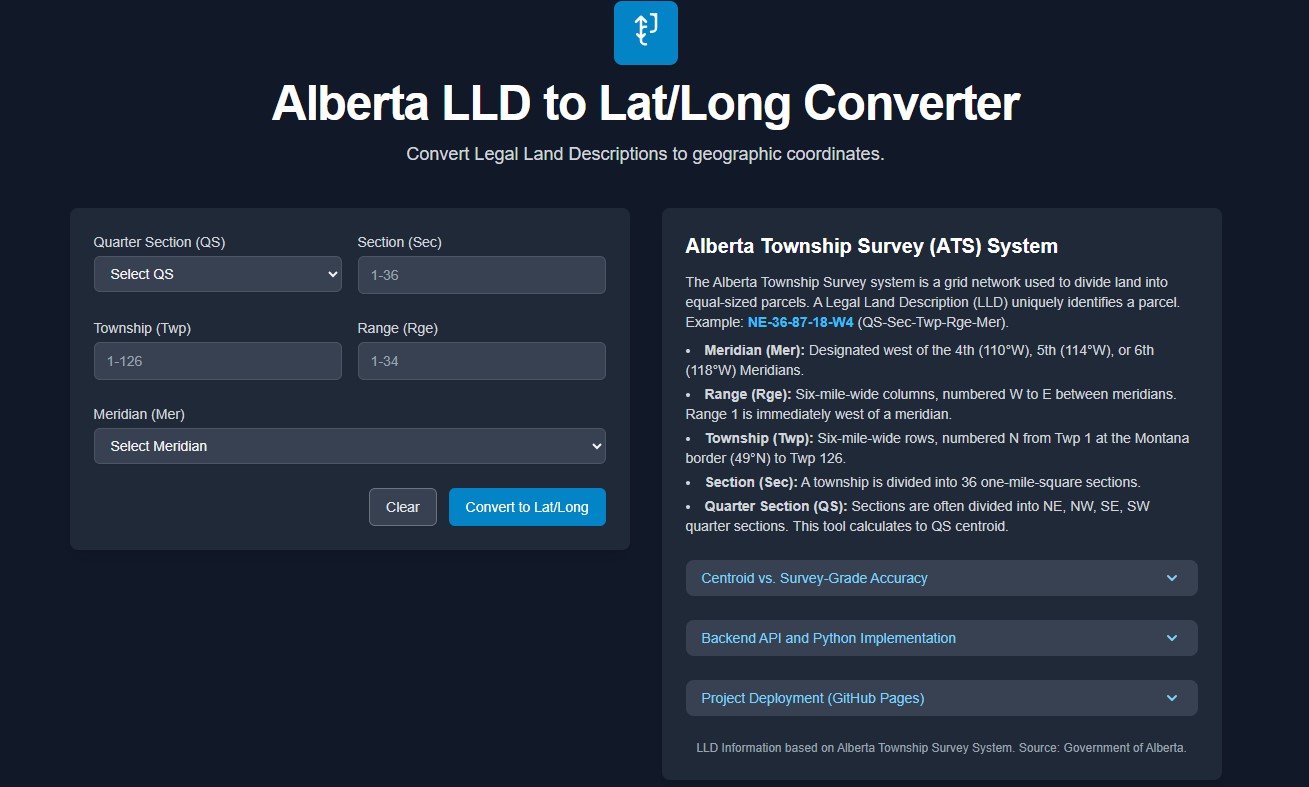 Alberta LLD to Lat/Long Converter
Convert Legal Land Descriptions to geographic coordinates.
Quarter Section (QS)
Section (Sec)
Select QS
1-36
Township (Twp)
Range (Rge)
1-126
1-34
Meridian (Mer)
Select Meridian
Clear
Convert to Lat/Long
Alberta Township Survey (ATS) System
The Alberta Township Survey system is a grid network used to divide land into
equal-sized parcels. A Legal Land Description (LLD) uniquely identifies a parcel.
Example: NE-36-87-18-W4 (QS-Sec-Twp-Rge-Mer).
• Meridian (Mer): Designated west of the 4th (110°W), 5th (114°W), or 6th
(118°W) Meridians.
• Range (Rge): Six-mile-wide columns, numbered W to E between meridians.
Range 1 is immediately west of a meridian.
• Township (Twp): Six-mile-wide rows, numbered N from Twp 1 at the Montana
border (49°N) to Twp 126.
• Section (Sec): A township is divided into 36 one-mile-square sections.
• Quarter Section (QS): Sections are often divided into NE, NW, SE, SW
quarter sections. This tool calculates to QS centroid.
Centroid vs. Survey-Grade Accuracy
Backend API and Python Implementation
Project Deployment (GitHub Pages)
LLD Information based on Alberta Township Survey System. Source: Government of Alberta.